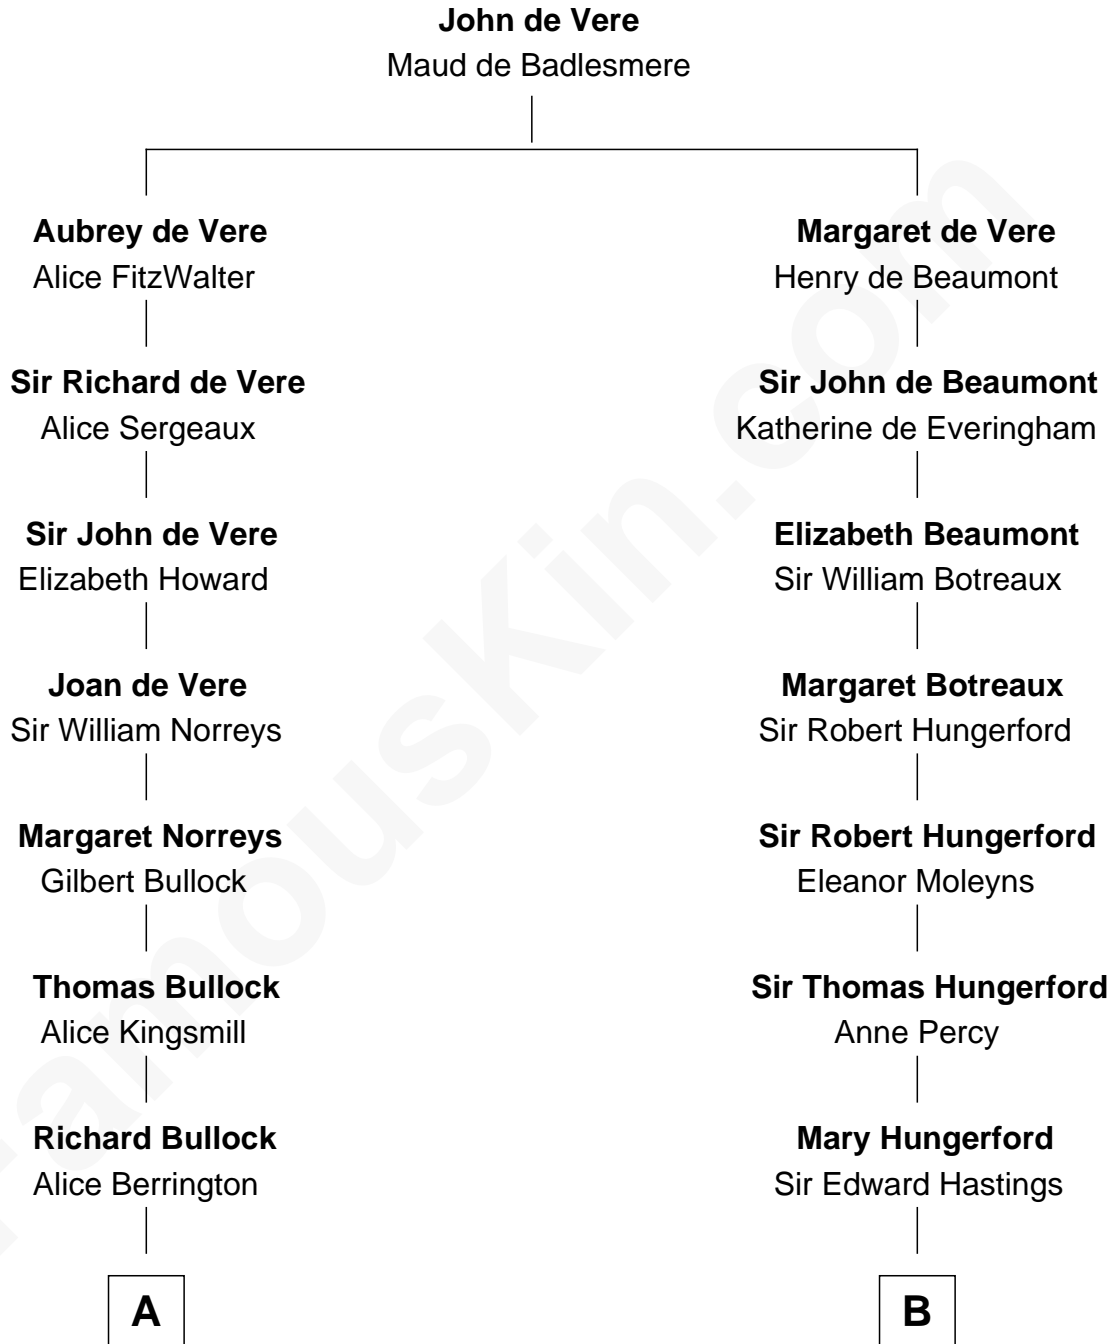 John de Vere
Maud de Badlesmere
Aubrey de Vere
Alice FitzWalter
Margaret de Vere
Henry de Beaumont
Sir Richard de Vere
Alice Sergeaux
Sir John de Beaumont
Katherine de Everingham
Sir John de Vere
Elizabeth Howard
Elizabeth Beaumont
Sir William Botreaux
Joan de Vere
Sir William Norreys
Margaret Botreaux
Sir Robert Hungerford
Margaret Norreys
Gilbert Bullock
Sir Robert Hungerford
Eleanor Moleyns
Thomas Bullock
Alice Kingsmill
Sir Thomas Hungerford
Anne Percy
Richard Bullock
Alice Berrington
Mary Hungerford
Sir Edward Hastings
A
B
FamousKin.com